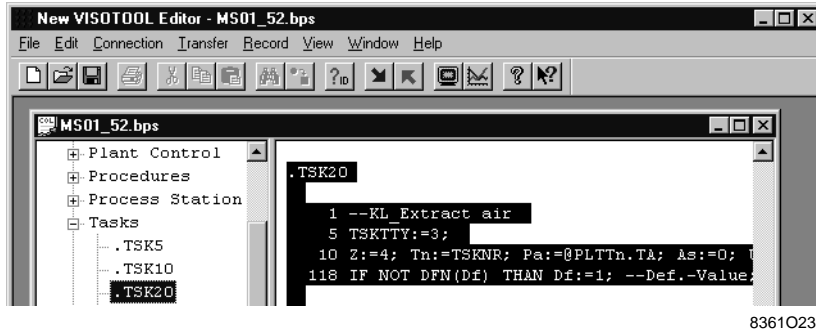 New VISOTOOL Editor - MS01_52.bps
File Edit Connection Transfer Record View Window Help
?ID
COL MS01_52.bps
Plant Control
Procedures
Process Station
Tasks
.TSK5
.TSK10
.TSK20
.TSK20
1 --KL_Extract air
5 TSKTTY:=3;
10 Z:=4; Tn:=TSKNR; Pa:=@PLTTn.TA; As:=0;
118 IF NOT DFN(Df) THAN Df:=1; --Def.-Value;
8361O23